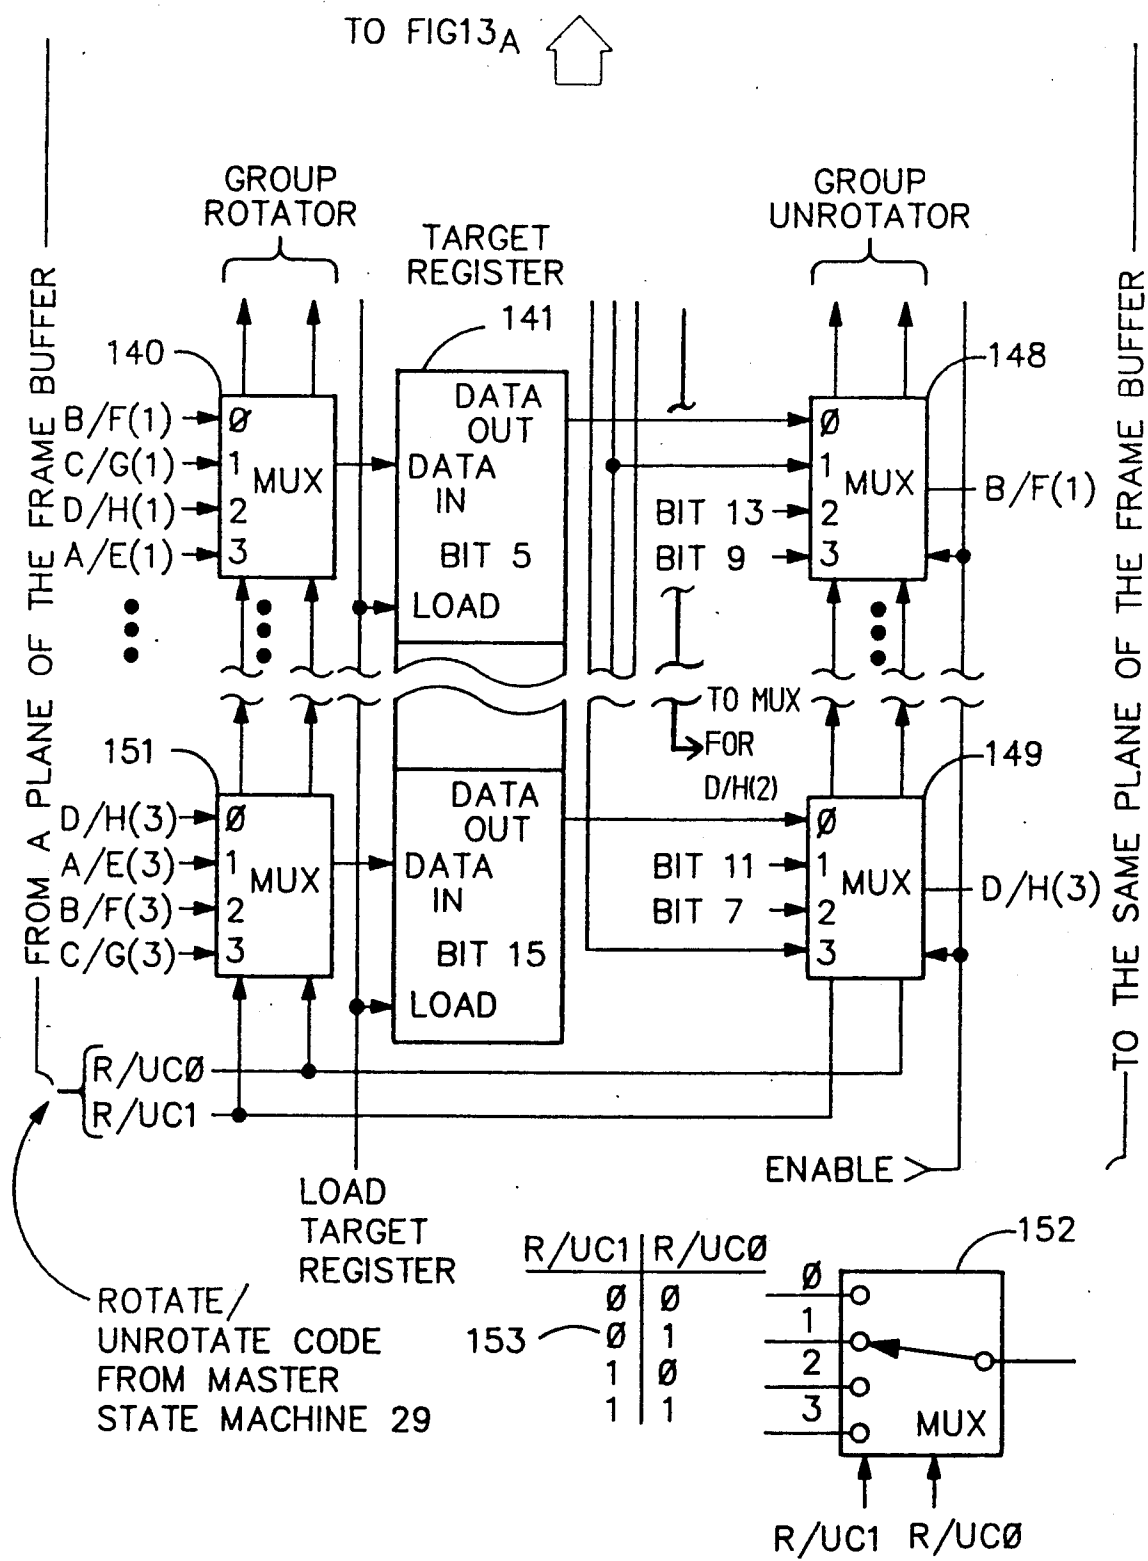 TO FIG13A
GROUP
ROTATOR
GROUP
UNROTATOR
TARGET
REGISTER
141
140
148
FROM A PLANE OF THE FRAME BUFFER
TO THE SAME PLANE OF THE FRAME BUFFER
B/F(1)
C/G(1)
D/H(1)
A/E(1)
Ø
1
2
3
MUX
DATA
OUT
DATA
IN
BIT 5
LOAD
BIT 13
BIT 9
Ø
1
2
3
MUX
B/F(1)
TO MUX
FOR
D/H(2)
151
149
D/H(3)
A/E(3)
B/F(3)
C/G(3)
Ø
1
2
3
MUX
DATA
OUT
DATA
IN
BIT 15
LOAD
BIT 11
BIT 7
Ø
1
2
3
MUX
D/H(3)
R/UCØ
R/UC1
ENABLE
LOAD
TARGET
REGISTER
ROTATE/
UNROTATE CODE
FROM MASTER
STATE MACHINE 29
R/UC1 R/UCØ
Ø Ø
Ø 1
1 Ø
1 1
153
152
Ø
1
2
3
MUX
R/UC1 R/UCØ